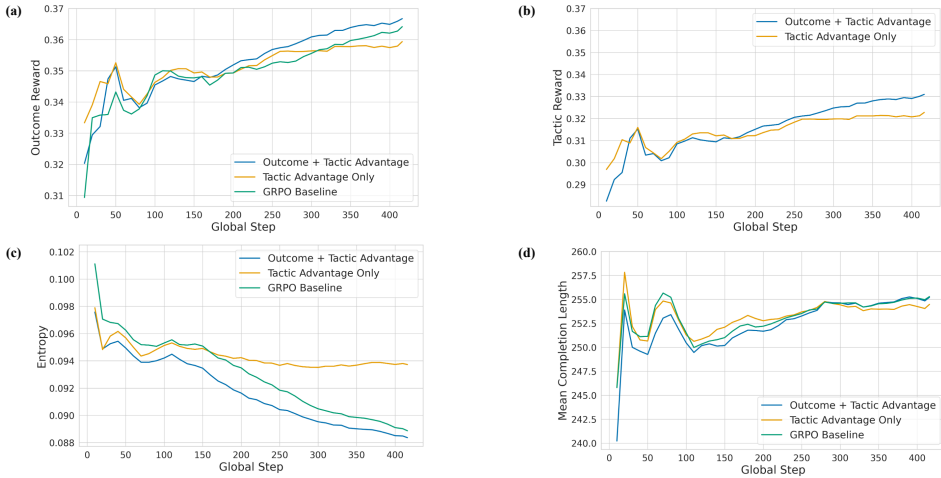 (a)
0.37
0.36
0.35
0.34
0.33
0.32
0.31
Outcome Reward
Outcome + Tactic Advantage
Tactic Advantage Only
GRPO Baseline
0 50 100 150 200 250 300 350 400
Global Step
(b)
0.37
0.36
0.35
0.34
0.33
0.32
0.31
0.30
0.29
Tactic Reward
Outcome + Tactic Advantage
Tactic Advantage Only
0 50 100 150 200 250 300 350 400
Global Step
(c)
0.102
0.100
0.098
0.096
0.094
0.092
0.090
0.088
Entropy
Outcome + Tactic Advantage
Tactic Advantage Only
GRPO Baseline
0 50 100 150 200 250 300 350 400
Global Step
(d)
260.0
257.5
255.0
252.5
250.0
247.5
245.0
242.5
240.0
Mean Completion Length
Outcome + Tactic Advantage
Tactic Advantage Only
GRPO Baseline
0 50 100 150 200 250 300 350 400
Global Step